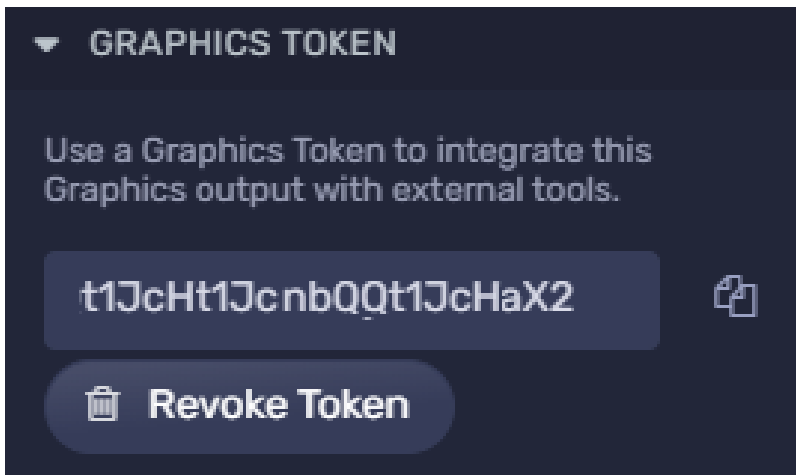 GRAPHICS TOKEN
Use a Graphics Token to integrate this
Graphics output with external tools.
t1JcHt1JcnbQQt1JcHaX2
Revoke Token